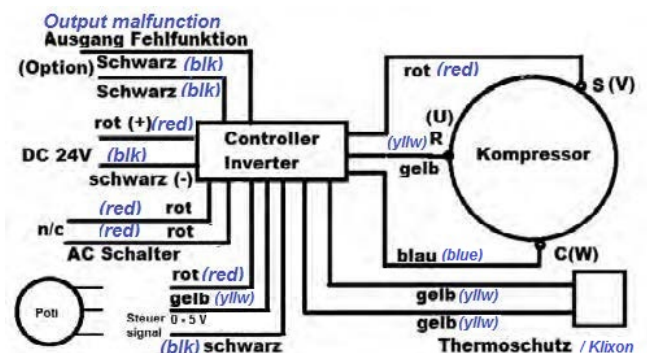 Output malfunction
Ausgang Fehlfunktion
(Option) Schwarz (blk)
Schwarz (blk)
rot (+) (red)
DC 24V (blk)
schwarz (-)
(red) rot
n/c (red) rot
AC Schalter
rot (red)
gelb (yllw)
Poti
Steuer 0 - 5 V
signal
(blk) schwarz
Controller
Inverter
rot (red)
S (V)
(U)
(yllw) R
gelb
Kompressor
blau (blue)
C(W)
gelb (yllw)
gelb (yllw)
Thermoschutz / Klixon